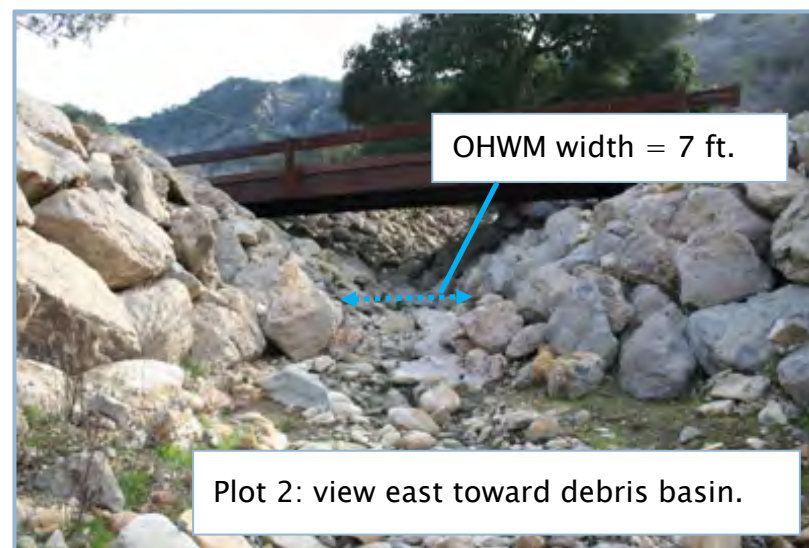 OHWM width = 7 ft.
Plot 2: view east toward debris basin.